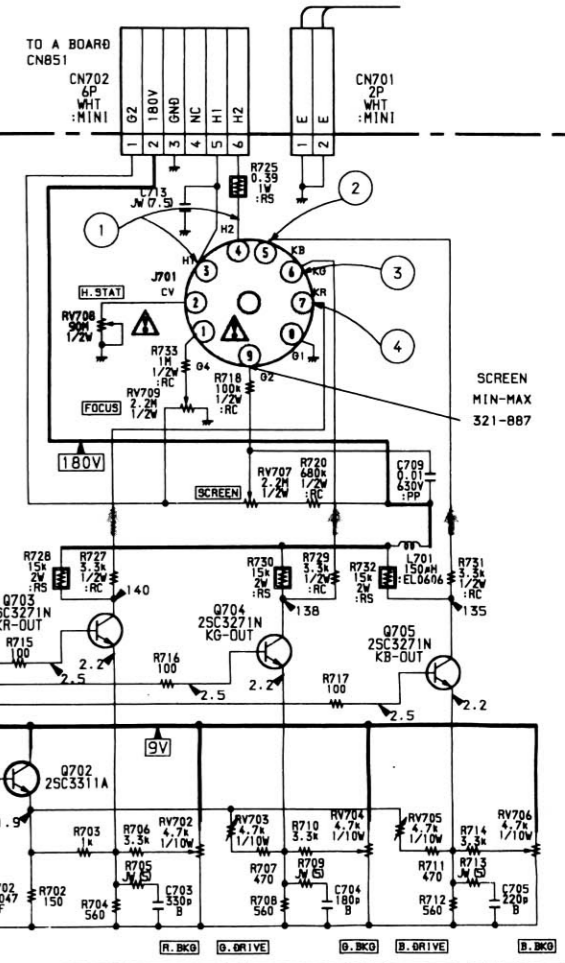 TO A BOARD
CN851
CN702
6P
WHT
:MINI
G2
180V
GND
NC
H1
H2
1
2
3
4
5
6
E
E
1
2
CN701
2P
WHT
:MINI
R725
0.39
1W
:RS
C713
JW(7.5)
1
2
3
4
H2
H1
KB
KG
KR
G1
G2
G4
CV
J701
1
2
3
4
5
6
7
8
9
H.STAT
RV708
90M
1/2W
R733
1M
1/2W
:RC
RV709
2.2M
1/2W
FOCUS
R718
100k
1/2W
:RC
SCREEN
MIN-MAX
321-887
180V
SCREEN
RV707
2.2M
1/2W
R720
680k
1/2W
:RC
C709
0.01
630V
:PP
R728
15k
2W
:RS
R727
3.3k
1/2W
:RC
140
R730
15k
2W
:RS
R729
3.3k
1/2W
:RC
138
R732
15k
2W
:RS
L701
150mH
:EL0606
R731
3.3k
1/2W
:RC
135
Q703
2SC3271N
KR-OUT
Q704
2SC3271N
KG-OUT
Q705
2SC3271N
KB-OUT
R715
100
2.5
2.2
R716
100
2.5
2.2
R717
100
2.5
2.2
9V
Q702
2SC3311A
.9
R703
1k
R706
3.3k
RV702
4.7k
1/10W
RV703
4.7k
1/10W
R710
3.3k
RV704
4.7k
1/10W
RV705
4.7k
1/10W
R714
3.3k
RV706
4.7k
1/10W
702
047
R702
150
R704
560
R705
JW(5)
C703
330p
B
R707
470
R708
560
R709
JW(5)
C704
180p
B
R711
470
R712
560
R713
JW(5)
C705
220p
B
R.BKG
G.DRIVE
G.BKG
B.DRIVE
B.BKG